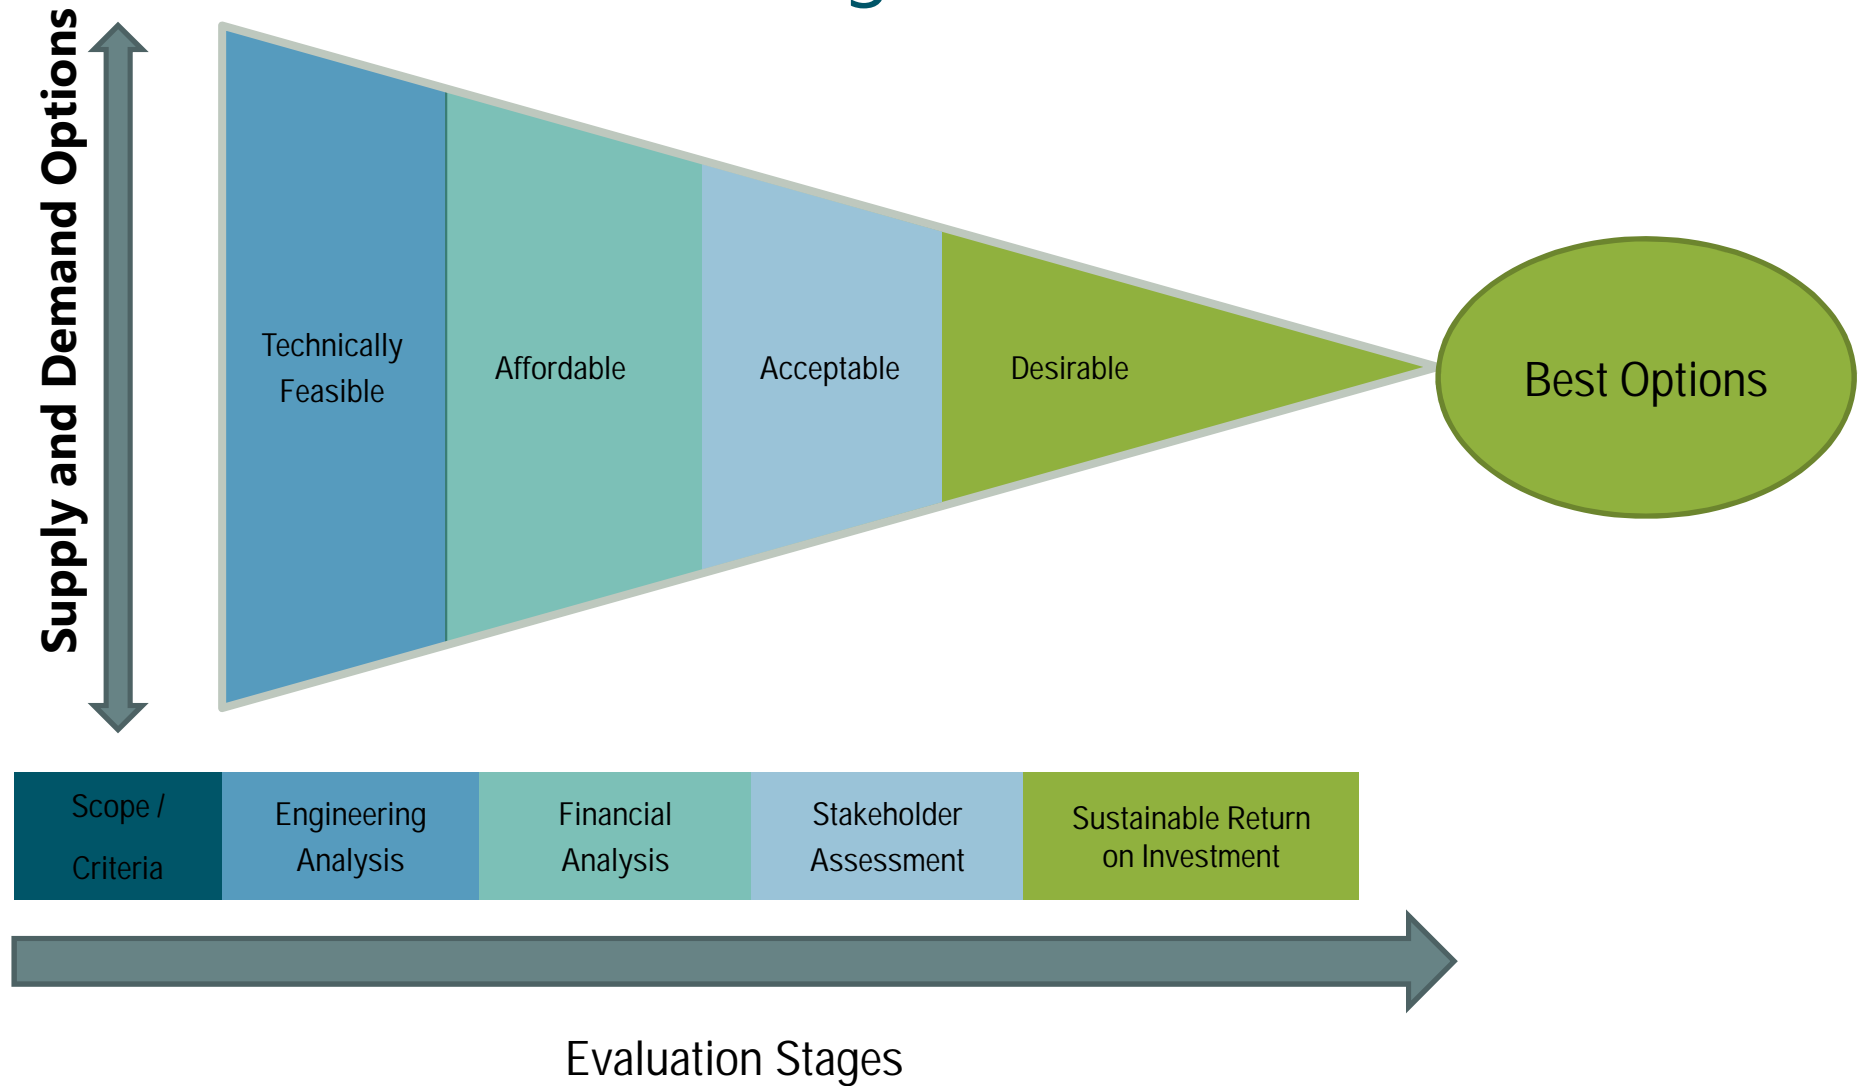 Supply and Demand Options
Technically
Feasible
Affordable
Acceptable
Desirable
Best Options
Scope /
Criteria
Engineering
Analysis
Financial
Analysis
Stakeholder
Assessment
Sustainable Return
on Investment
Evaluation Stages